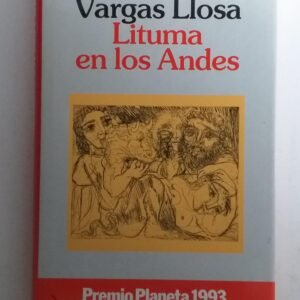 Vargas Llosa
Lituma
en los Andes
Premio Planeta 1993